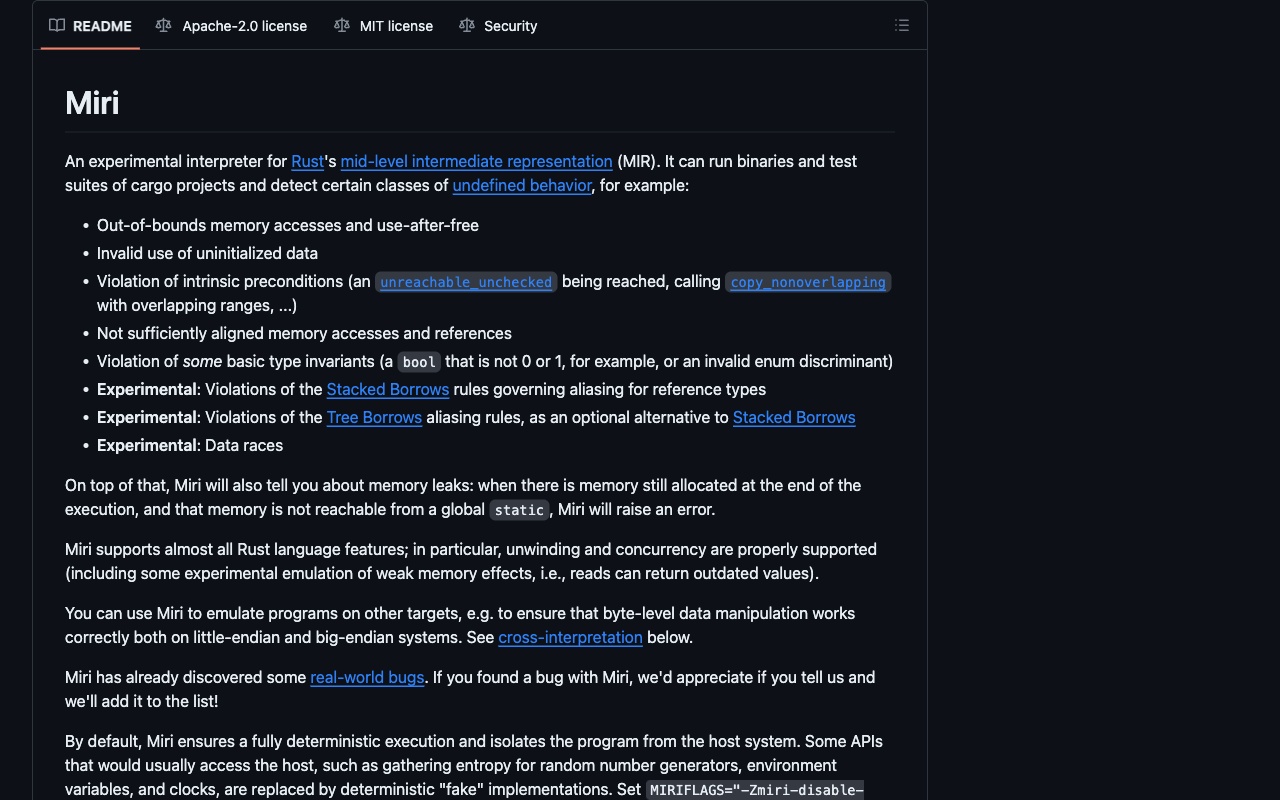 README Apache-2.0 license MIT license Security
Miri
An experimental interpreter for Rust's mid-level intermediate representation (MIR). It can run binaries and test
suites of cargo projects and detect certain classes of undefined behavior, for example:
• Out-of-bounds memory accesses and use-after-free
• Invalid use of uninitialized data
• Violation of intrinsic preconditions (an unreachable_unchecked being reached, calling copy_nonoverlapping
with overlapping ranges, ...)
• Not sufficiently aligned memory accesses and references
• Violation of some basic type invariants (a bool that is not 0 or 1, for example, or an invalid enum discriminant)
• Experimental: Violations of the Stacked Borrows rules governing aliasing for reference types
• Experimental: Violations of the Tree Borrows aliasing rules, as an optional alternative to Stacked Borrows
• Experimental: Data races
On top of that, Miri will also tell you about memory leaks: when there is memory still allocated at the end of the
execution, and that memory is not reachable from a global static, Miri will raise an error.
Miri supports almost all Rust language features; in particular, unwinding and concurrency are properly supported
(including some experimental emulation of weak memory effects, i.e., reads can return outdated values).
You can use Miri to emulate programs on other targets, e.g. to ensure that byte-level data manipulation works
correctly both on little-endian and big-endian systems. See cross-interpretation below.
Miri has already discovered some real-world bugs. If you found a bug with Miri, we'd appreciate if you tell us and
we'll add it to the list!
By default, Miri ensures a fully deterministic execution and isolates the program from the host system. Some APIs
that would usually access the host, such as gathering entropy for random number generators, environment
variables, and clocks, are replaced by deterministic "fake" implementations. Set MIRIFLAGS="-Zmiri-disable-